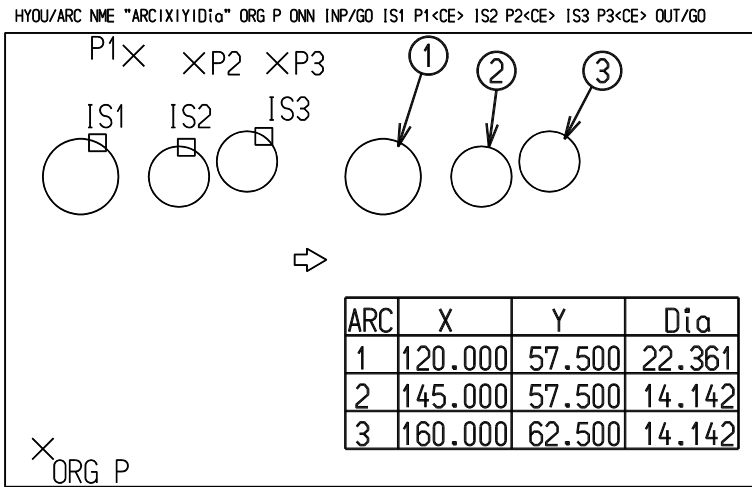 HYOU/ARC NME "ARC|X|Y|Dia" ORG P ONN INP/GO IS1 P1<CE> IS2 P2<CE> IS3 P3<CE> OUT/GO
P1 P2 P3 1 2 3
IS1 IS2 IS3
ARC X Y Dia
1 120.000 57.500 22.361
2 145.000 57.500 14.142
3 160.000 62.500 14.142
ORG P